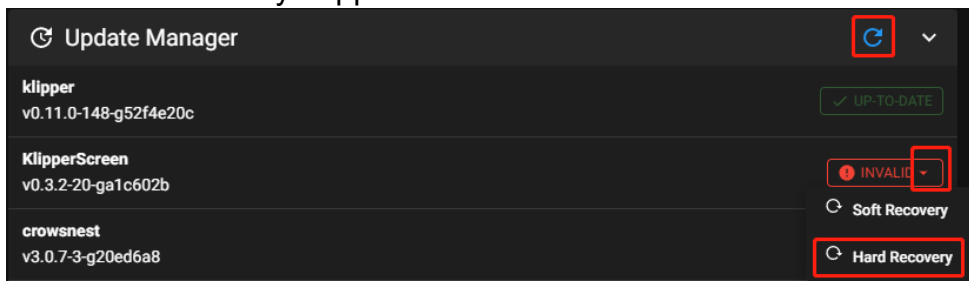 Update Manager
klipper
v0.11.0-148-g52f4e20c
UP-TO-DATE
KlipperScreen
v0.3.2-20-ga1c602b
INVALID
Soft Recovery
crowsnest
v3.0.7-3-g20ed6a8
Hard Recovery